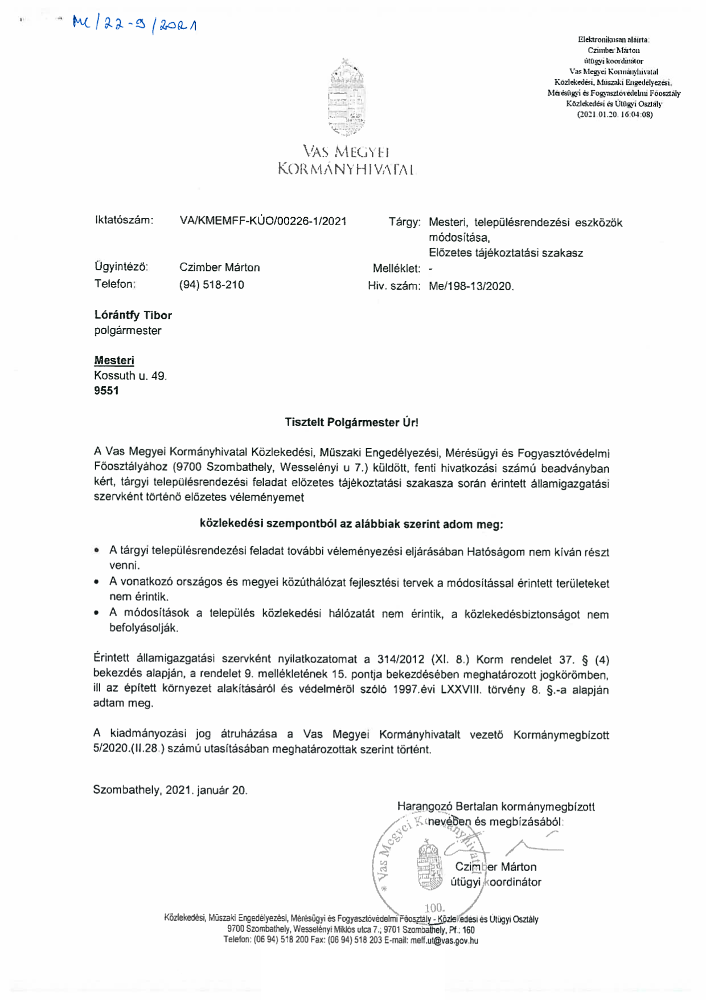 Me/22-9/2021
Elektronikusan aláírta:
Czimber Márton
útügyi koordinátor
Vas Megyei Kormányhivatal
Közlekedési, Műszaki Engedélyezési,
Mérésügyi és Fogyasztóvédelmi Főosztály
Közlekedési és Útügyi Osztály
(2021.01.20. 16:04:08)
VAS MEGYEI
KORMÁNYHIVATAL
Iktatószám: VA/KMEMFF-KÚO/00226-1/2021
Tárgy: Mesteri, településrendezési eszközök
módosítása,
Előzetes tájékoztatási szakasz
Ügyintéző: Czimber Márton
Melléklet: -
Telefon: (94) 518-210
Hiv. szám: Me/198-13/2020.
Lórántfy Tibor
polgármester
Mesteri
Kossuth u. 49.
9551
Tisztelt Polgármester Úr!
A Vas Megyei Kormányhivatal Közlekedési, Műszaki Engedélyezési, Mérésügyi és Fogyasztóvédelmi
Főosztályához (9700 Szombathely, Wesselényi u 7.) küldött, fenti hivatkozási számú beadványban
kért, tárgyi településrendezési feladat előzetes tájékoztatási szakasza során érintett államigazgatási
szervként történő előzetes véleményemet
közlekedési szempontból az alábbiak szerint adom meg:
• A tárgyi településrendezési feladat további véleményezési eljárásában Hatóságom nem kíván részt
venni.
• A vonatkozó országos és megyei közúthálózat fejlesztési tervek a módosítással érintett területeket
nem érintik.
• A módosítások a település közlekedési hálózatát nem érintik, a közlekedésbiztonságot nem
befolyásolják.
Érintett államigazgatási szervként nyilatkozatomat a 314/2012 (XI. 8.) Korm rendelet 37. § (4)
bekezdés alapján, a rendelet 9. mellékletének 15. pontja bekezdésében meghatározott jogkörömben,
ill az épített környezet alakításáról és védelméről szóló 1997.évi LXXVIII. törvény 8. §.-a alapján
adtam meg.
A kiadmányozási jog átruházása a Vas Megyei Kormányhivatalt vezető Kormánymegbízott
5/2020.(II.28.) számú utasításában meghatározottak szerint történt.
Szombathely, 2021. január 20.
Harangozó Bertalan kormánymegbízott
nevében és megbízásából:
* Vas Megyei Kormányhivatal
Czimber Márton
útügyi koordinátor
100.
Közlekedési, Műszaki Engedélyezési, Mérésügyi és Fogyasztóvédelmi Főosztály - Közlekedési és Útügyi Osztály
9700 Szombathely, Wesselényi Miklós utca 7.; 9701 Szombathely, Pf.: 160
Telefon: (06 94) 518 200 Fax: (06 94) 518 203 E-mail: meff.ut@vas.gov.hu